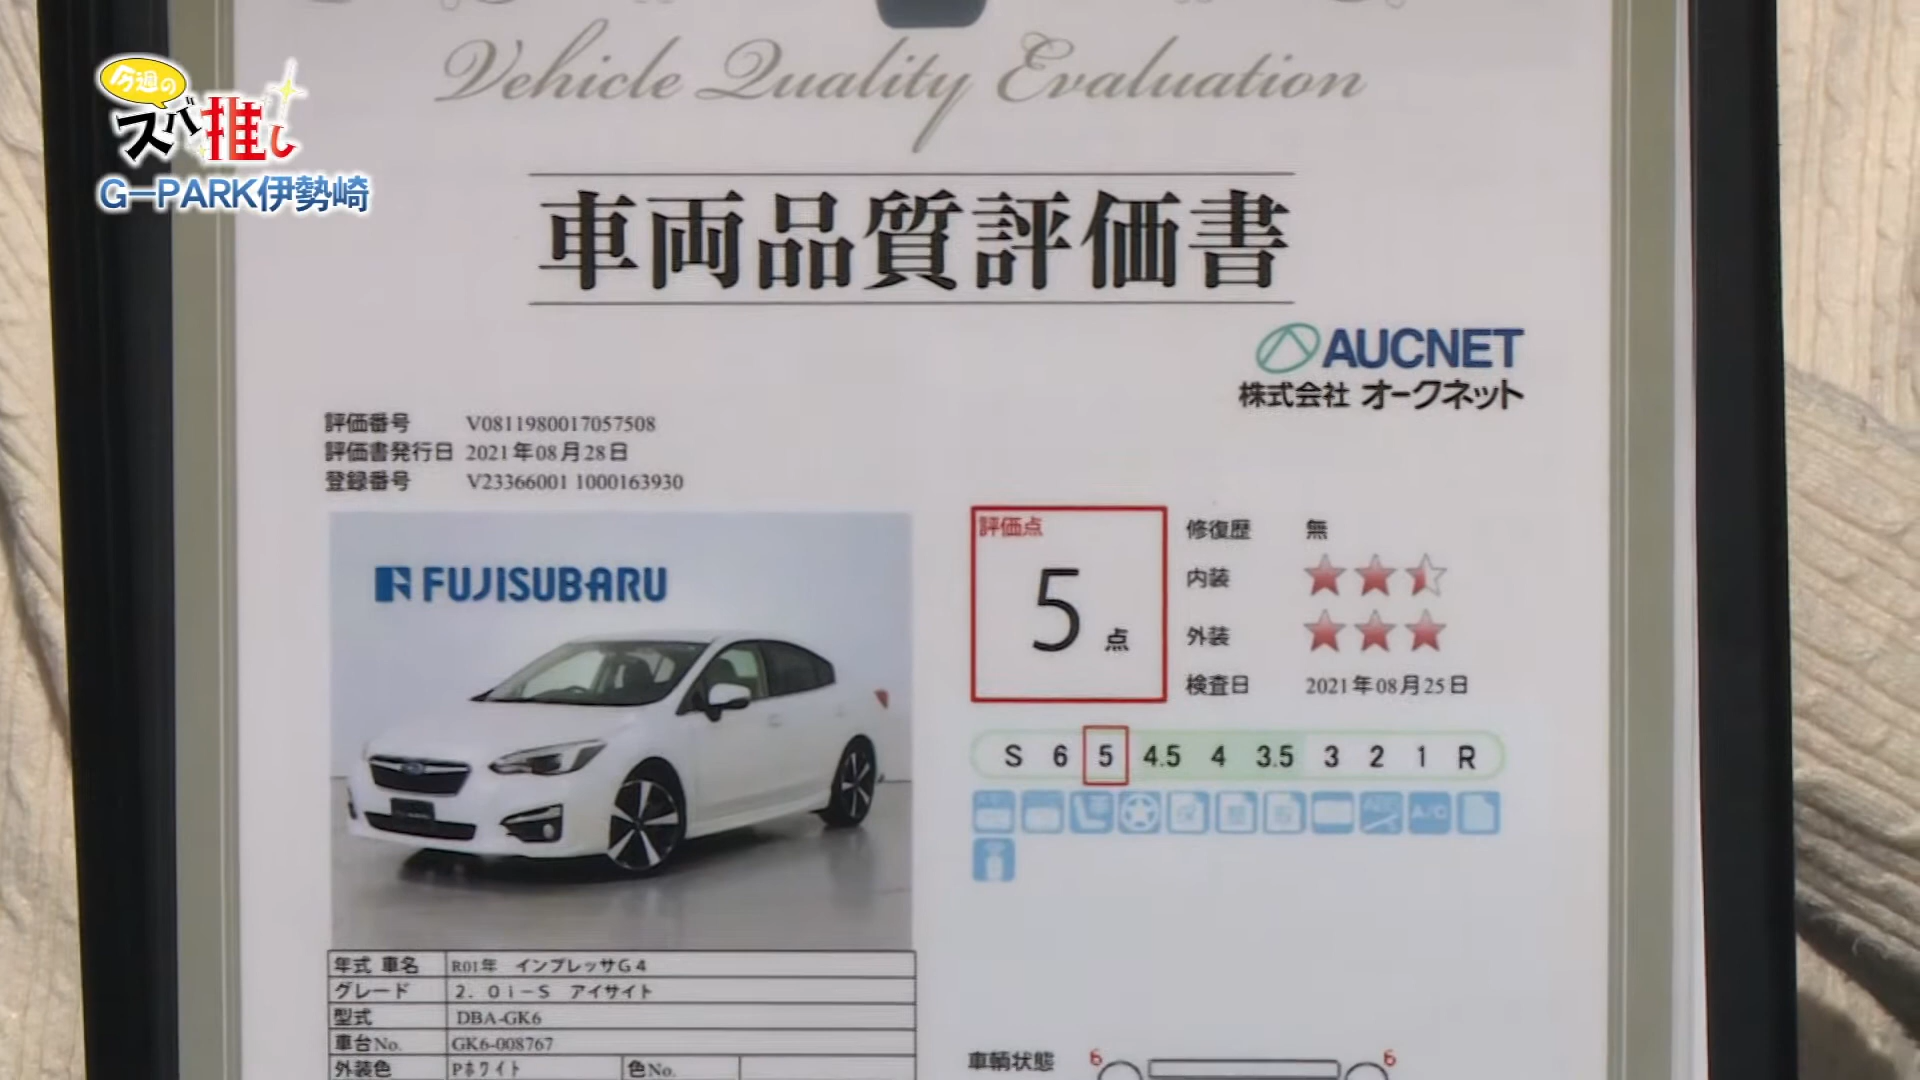 今週の
スバ推し
G-PARK伊勢崎
Vehicle Quality Evaluation
車両品質評価書
AUCNET
株式会社 オークネット
評価番号 V0811980017057508
評価書発行日 2021年08月28日
登録番号 V23366001 1000163930
FUJISUBARU
評価点
5点
修復歴 無
内装
外装
検査日 2021年08月25日
S 6 5 4.5 4 3.5 3 2 1 R
A/C
年式 車名 R01年 インプレッサG4
グレード 2.0i-S アイサイト
型式 DBA-GK6
車台No. GK6-008767
外装色 Pホワイト 色No.
車輌状態 6 6